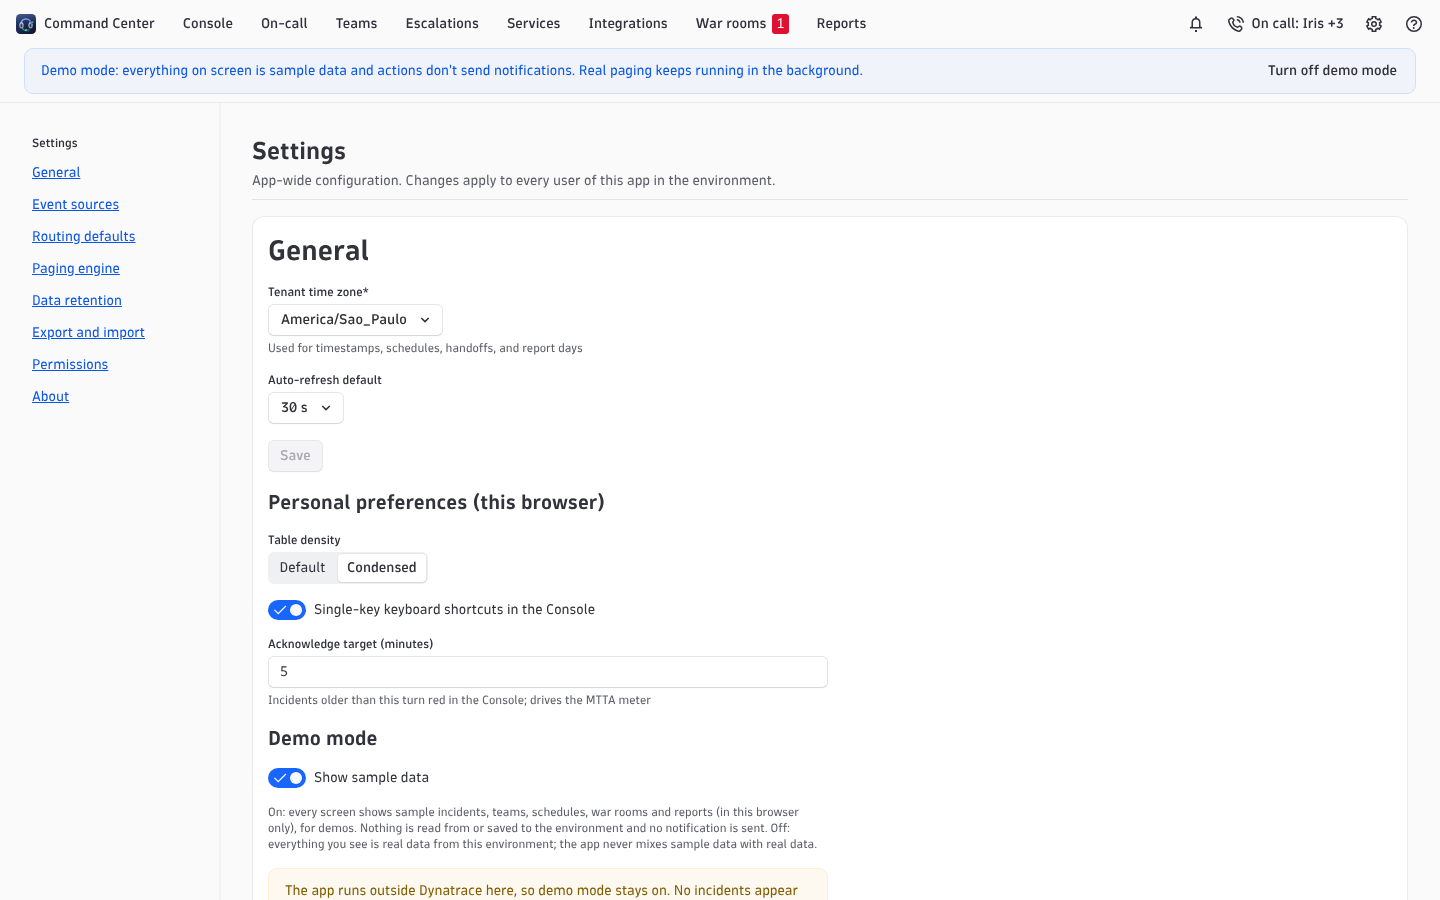 Command Center Console On-call Teams Escalations Services Integrations War rooms 1 Reports On call: Iris +3
Demo mode: everything on screen is sample data and actions don't send notifications. Real paging keeps running in the background. Turn off demo mode
Settings
General
Event sources
Routing defaults
Paging engine
Data retention
Export and import
Permissions
About
Settings
App-wide configuration. Changes apply to every user of this app in the environment.
General
Tenant time zone*
America/Sao_Paulo
Used for timestamps, schedules, handoffs, and report days
Auto-refresh default
30 s
Save
Personal preferences (this browser)
Table density
Default Condensed
Single-key keyboard shortcuts in the Console
Acknowledge target (minutes)
5
Incidents older than this turn red in the Console; drives the MTTA meter
Demo mode
Show sample data
On: every screen shows sample incidents, teams, schedules, war rooms and reports (in this browser
only), for demos. Nothing is read from or saved to the environment and no notification is sent. Off:
everything you see is real data from this environment; the app never mixes sample data with real data.
The app runs outside Dynatrace here, so demo mode stays on. No incidents appear